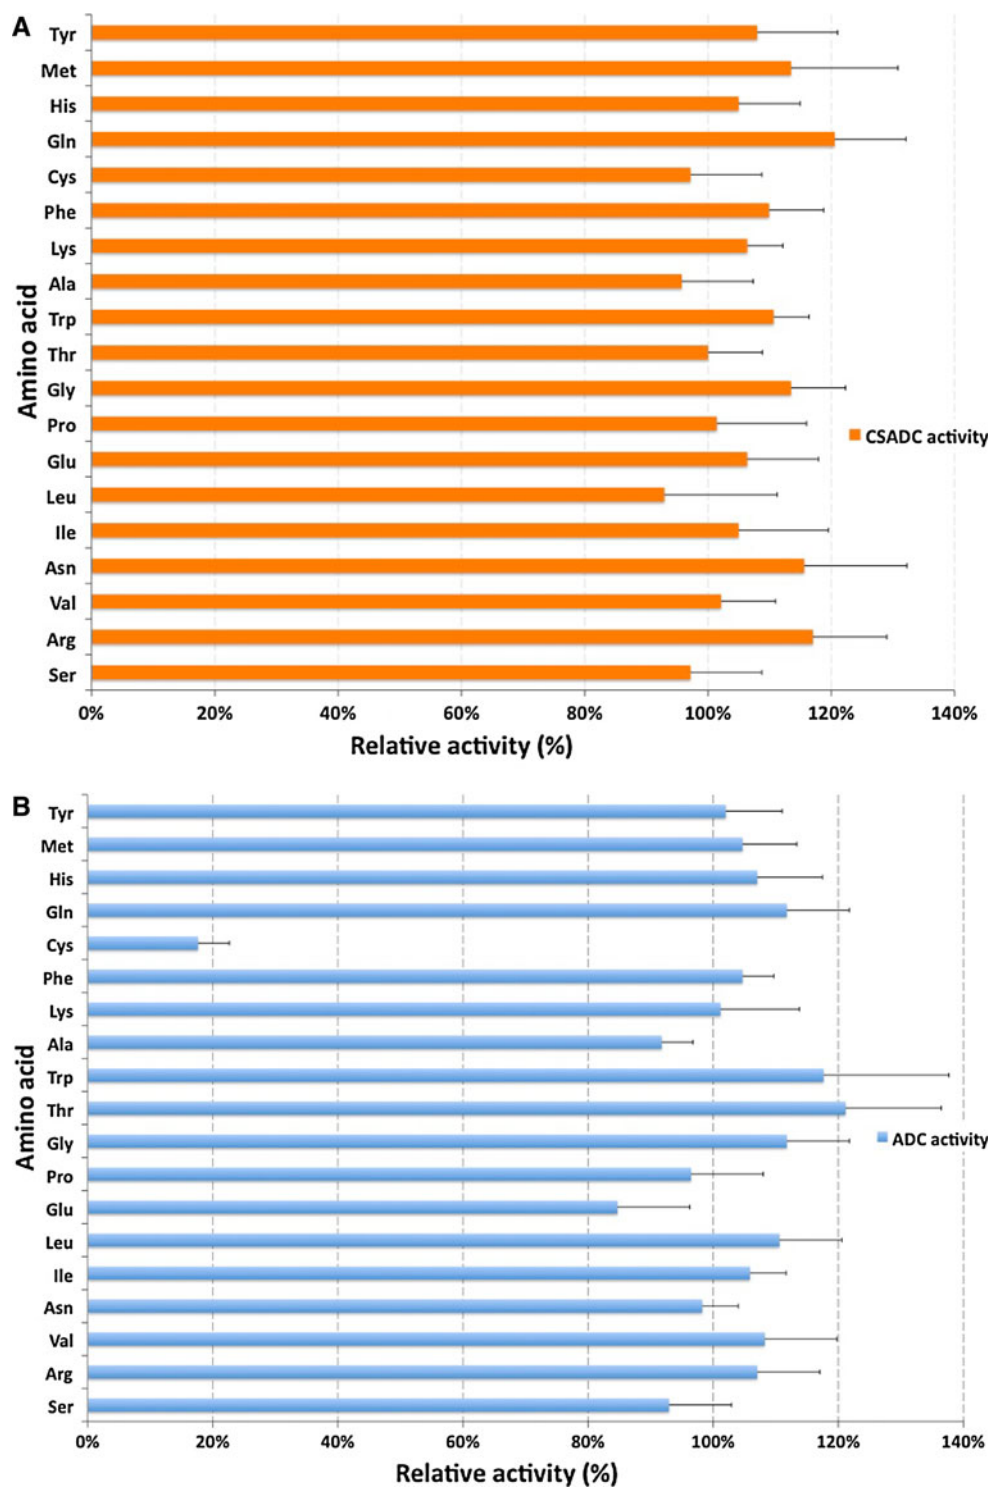 A
Tyr
Met
His
Gln
Cys
Phe
Lys
Ala
Trp
Thr
Gly
Pro
Glu
Leu
Ile
Asn
Val
Arg
Ser
Amino acid
CSADC activity
0% 20% 40% 60% 80% 100% 120% 140%
Relative activity (%)
B
Tyr
Met
His
Gln
Cys
Phe
Lys
Ala
Trp
Thr
Gly
Pro
Glu
Leu
Ile
Asn
Val
Arg
Ser
Amino acid
ADC activity
0% 20% 40% 60% 80% 100% 120% 140%
Relative activity (%)